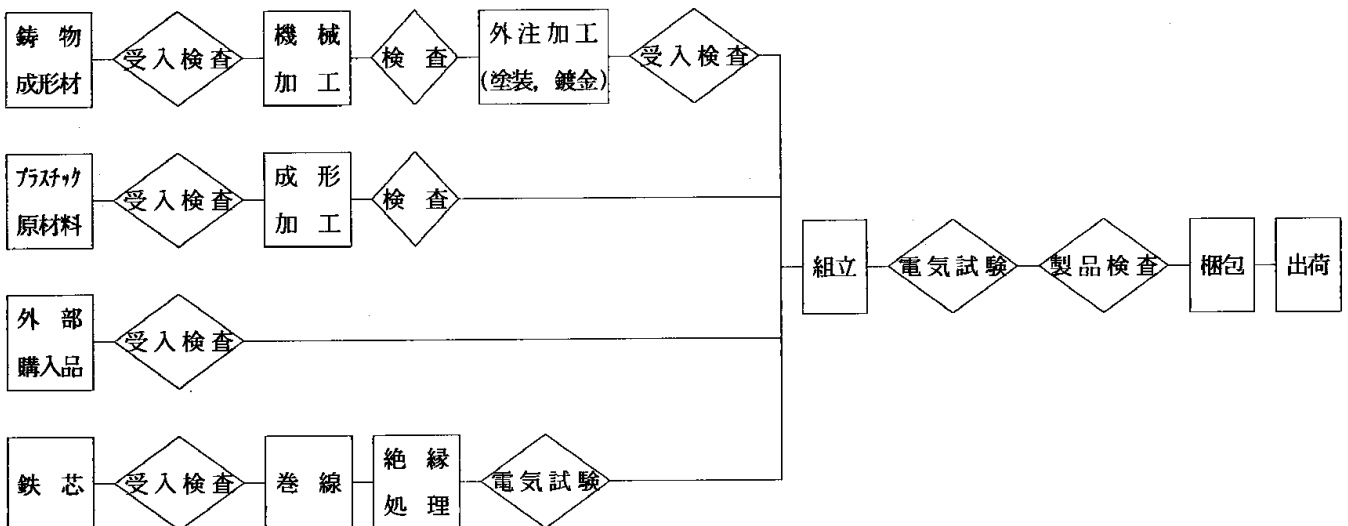 鋳物
成形材
受入検査
機械
加工
検査
外注加工
(塗装, 鍍金)
受入検査
プラスチック
原材料
受入検査
成形
加工
検査
外部
購入品
受入検査
鉄芯
受入検査
巻線
絶縁
処理
電気試験
組立
電気試験
製品検査
梱包
出荷